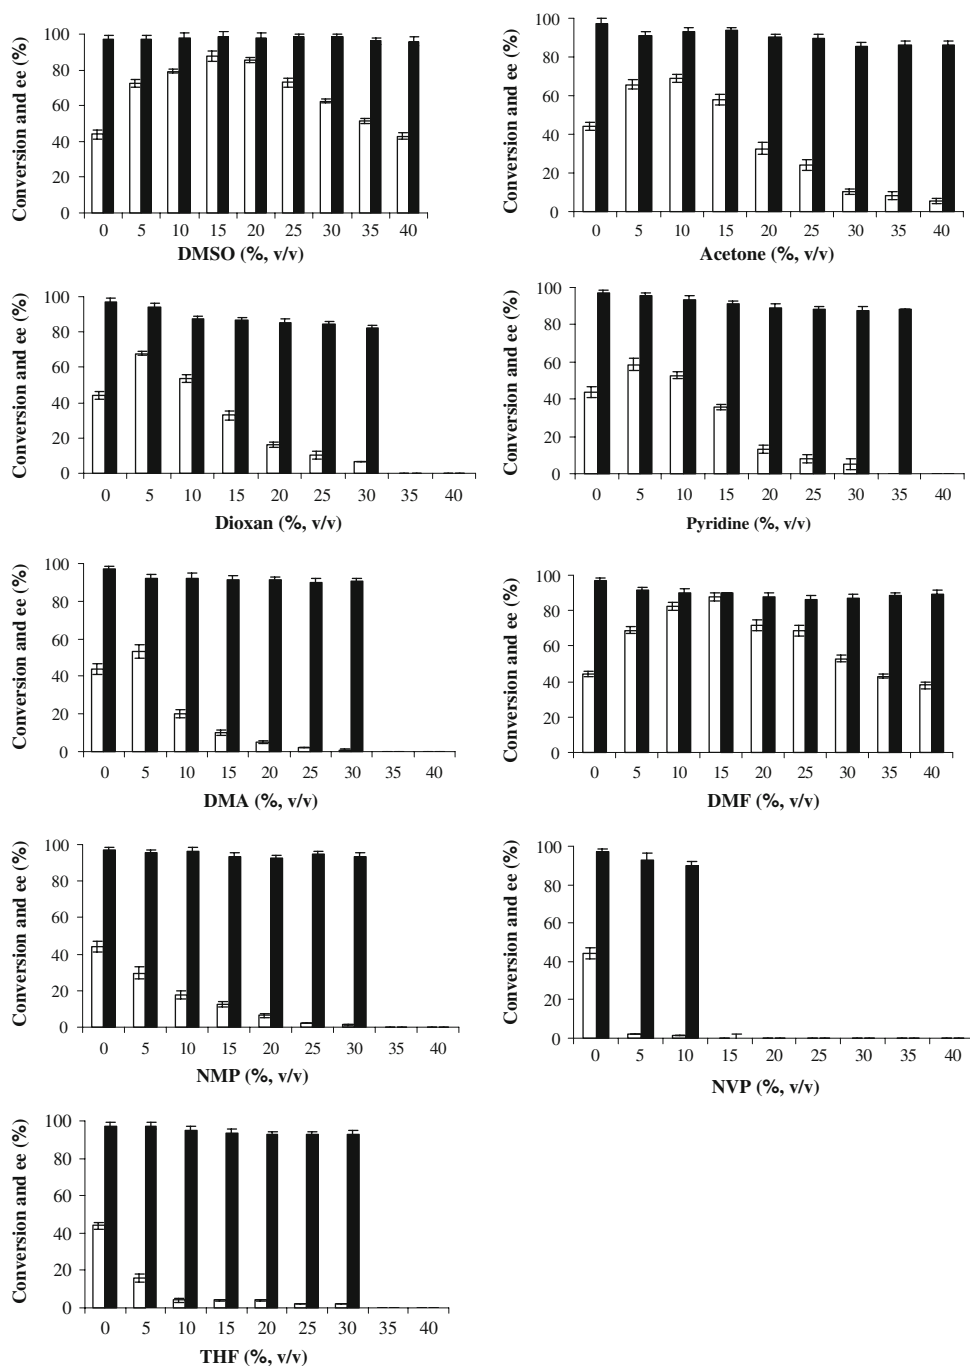 Conversion and ee (%)
100
80
60
40
20
0
0 5 10 15 20 25 30 35 40
DMSO (%, v/v)
Conversion and ee (%)
100
80
60
40
20
0
0 5 10 15 20 25 30 35 40
Acetone (%, v/v)
Conversion and ee (%)
100
80
60
40
20
0
0 5 10 15 20 25 30 35 40
Dioxan (%, v/v)
Conversion and ee (%)
100
80
60
40
20
0
0 5 10 15 20 25 30 35 40
Pyridine (%, v/v)
Conversion and ee (%)
100
80
60
40
20
0
0 5 10 15 20 25 30 35 40
DMA (%, v/v)
Conversion and ee (%)
100
80
60
40
20
0
0 5 10 15 20 25 30 35 40
DMF (%, v/v)
Conversion and ee (%)
100
80
60
40
20
0
0 5 10 15 20 25 30 35 40
NMP (%, v/v)
Conversion and ee (%)
100
80
60
40
20
0
0 5 10 15 20 25 30 35 40
NVP (%, v/v)
Conversion and ee (%)
100
80
60
40
20
0
0 5 10 15 20 25 30 35 40
THF (%, v/v)